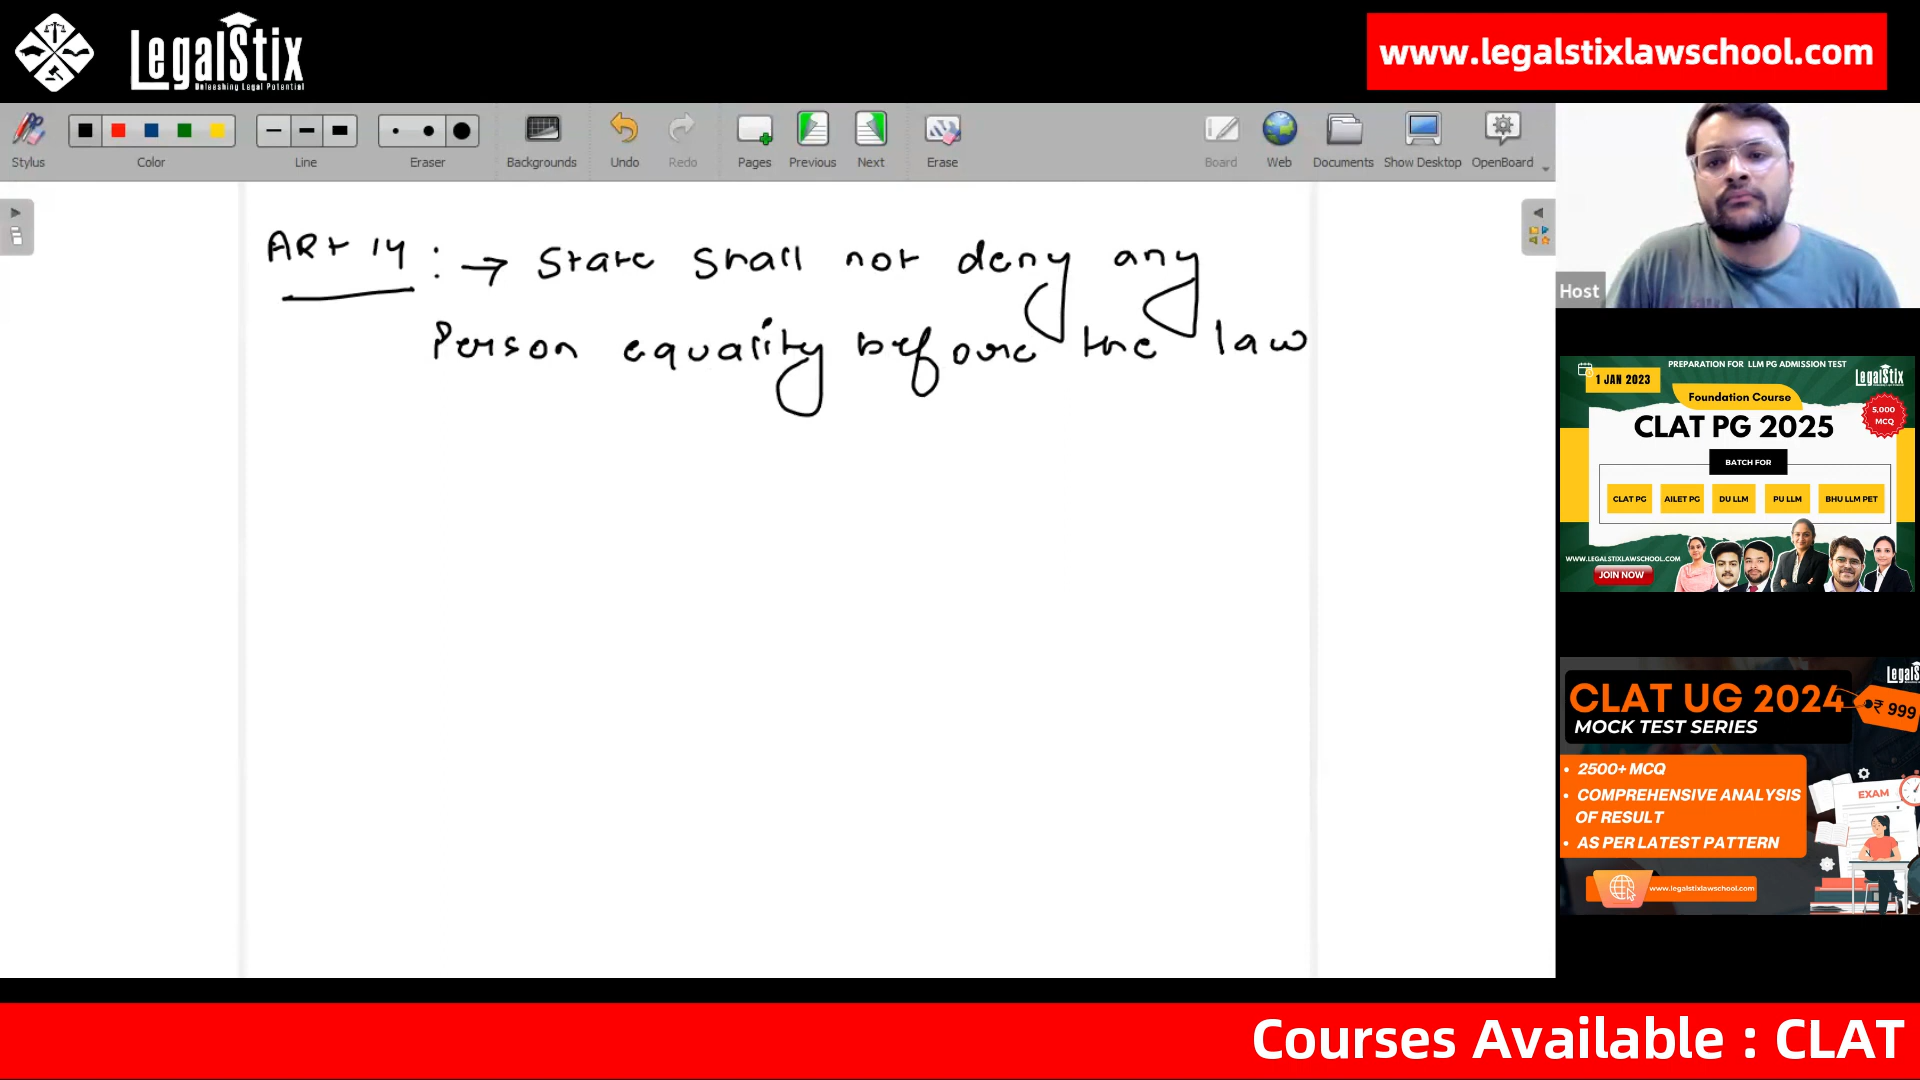 LegalStix
Unleashing Legal Potential
www.legalstixlawschool.com
Stylus
Color
Line
Eraser
Backgrounds
Undo
Redo
Pages
Previous
Next
Erase
Board
Web
Documents
Show Desktop
OpenBoard
ART 14 : → State shall not deny any
Person equality before the law
Host
PREPARATION FOR LLM PG ADMISSION TEST
1 JAN 2023
LegalStix
Foundation Course
CLAT PG 2025
5,000
MCQ
BATCH FOR
CLAT PG
AILET PG
DU LLM
PU LLM
BHU LLM PET
WWW.LEGALSTIXLAWSCHOOL.COM
JOIN NOW
LegalS
CLAT UG 2024
₹ 999
MOCK TEST SERIES
• 2500+ MCQ
• COMPREHENSIVE ANALYSIS
OF RESULT
• AS PER LATEST PATTERN
EXAM
www.legalstixlawschool.com
Courses Available : CLAT